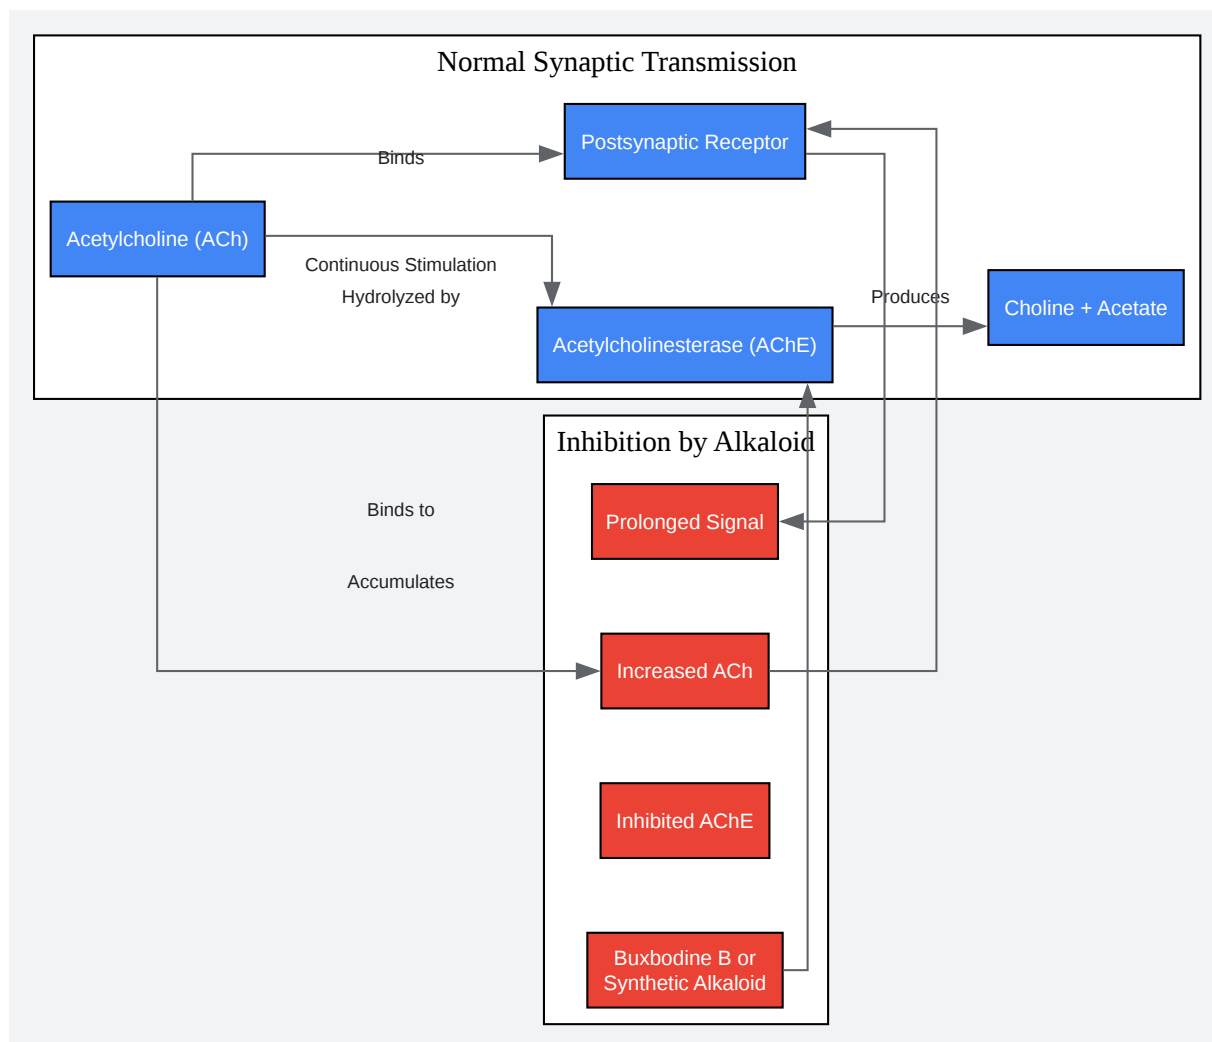 Normal Synaptic Transmission
Postsynaptic Receptor
Binds
Acetylcholine (ACh)
Continuous Stimulation
Hydrolyzed by
Produces
Choline + Acetate
Acetylcholinesterase (AChE)
Inhibition by Alkaloid
Binds to
Prolonged Signal
Accumulates
Increased ACh
Inhibited AChE
Buxbodine B or
Synthetic Alkaloid